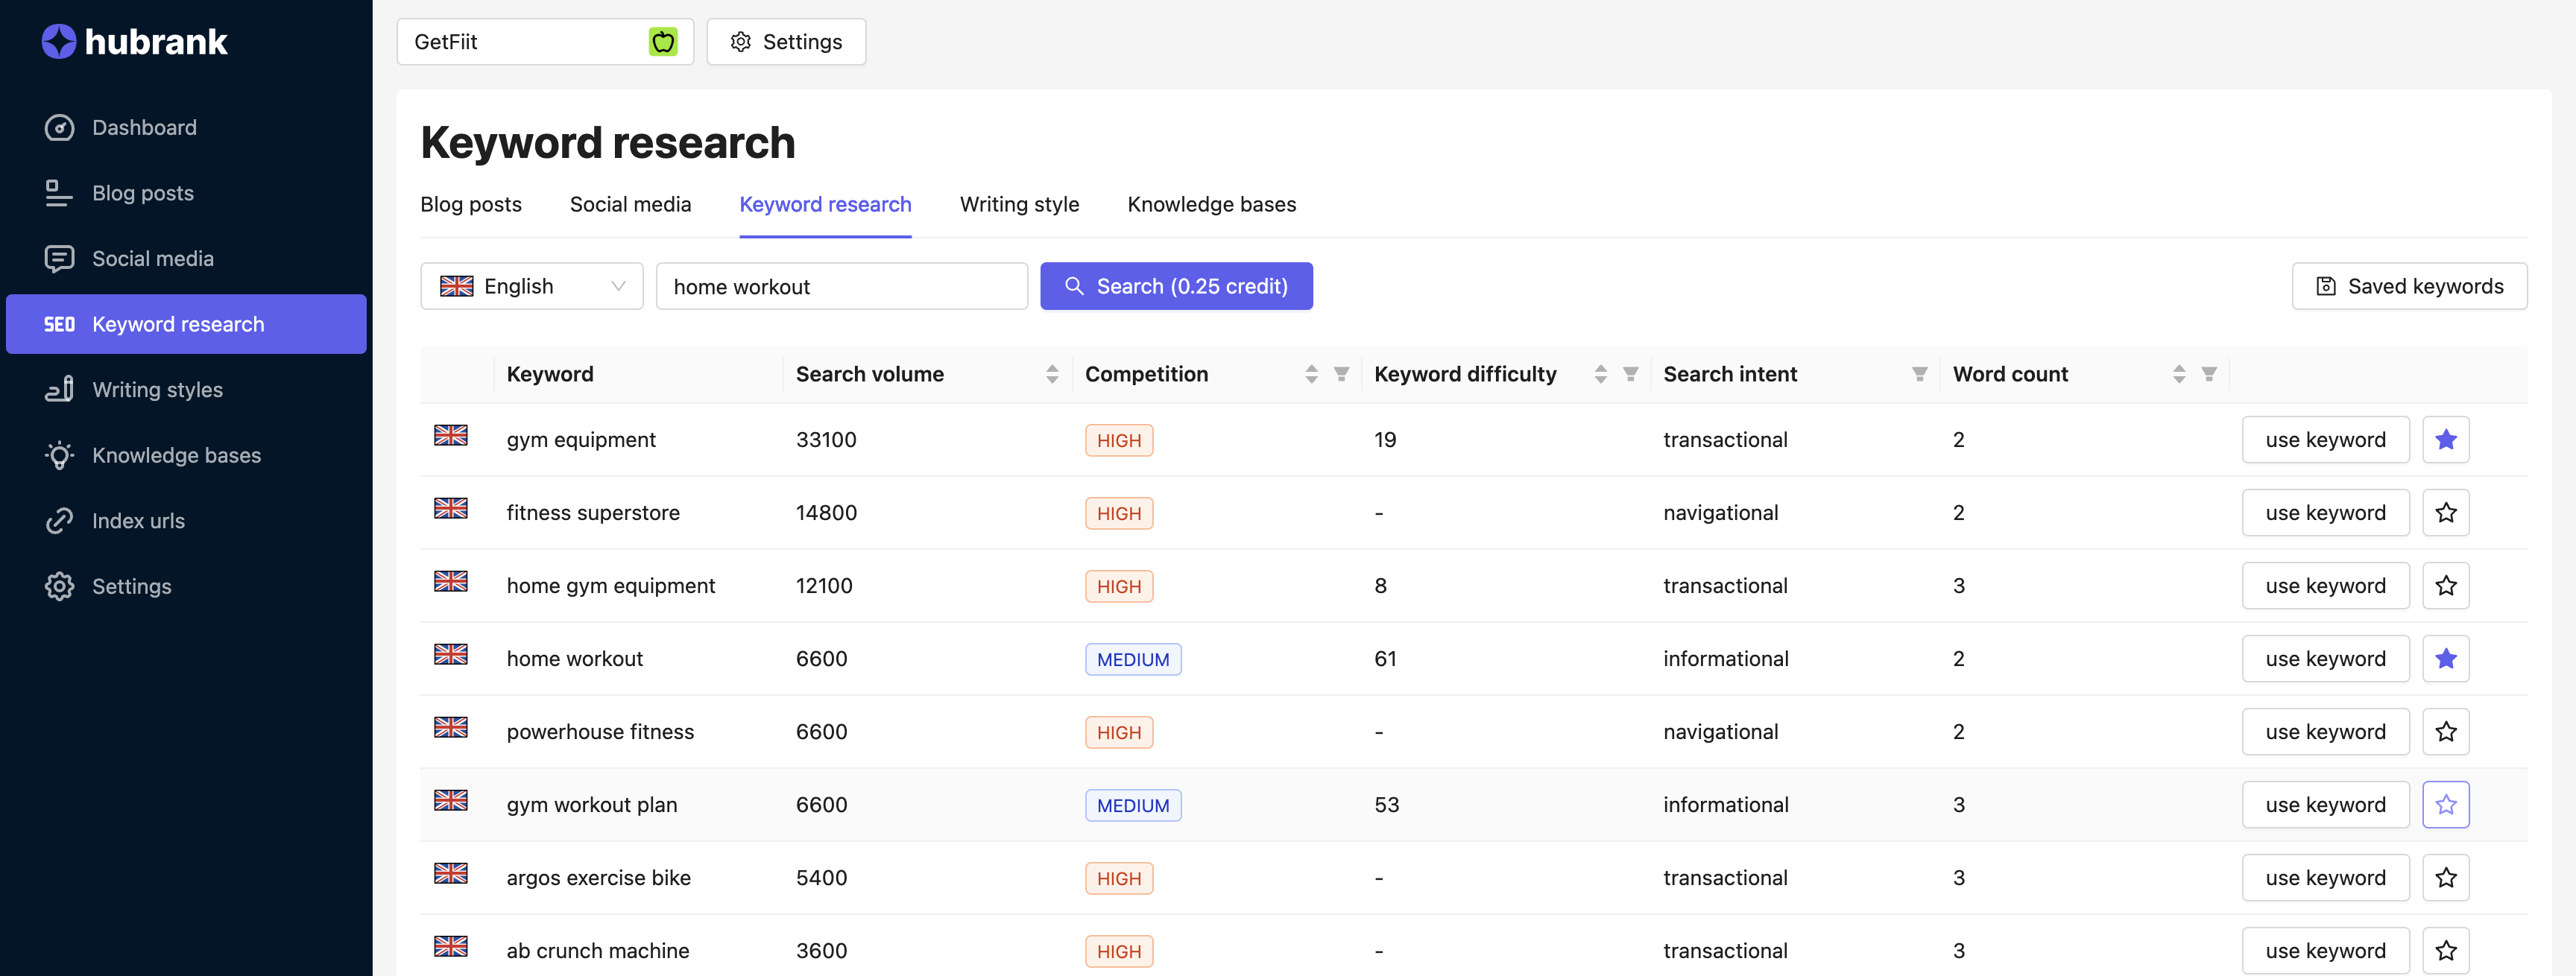 hubrank
GetFiit
Settings
Dashboard
Blog posts
Social media
SEO Keyword research
Writing styles
Knowledge bases
Index urls
Settings
Keyword research
Blog posts Social media Keyword research Writing style Knowledge bases
English home workout Search (0.25 credit) Saved keywords
Keyword Search volume Competition Keyword difficulty Search intent Word count
gym equipment 33100 HIGH 19 transactional 2 use keyword
fitness superstore 14800 HIGH - navigational 2 use keyword
home gym equipment 12100 HIGH 8 transactional 3 use keyword
home workout 6600 MEDIUM 61 informational 2 use keyword
powerhouse fitness 6600 HIGH - navigational 2 use keyword
gym workout plan 6600 MEDIUM 53 informational 3 use keyword
argos exercise bike 5400 HIGH - transactional 3 use keyword
ab crunch machine 3600 HIGH - transactional 3 use keyword